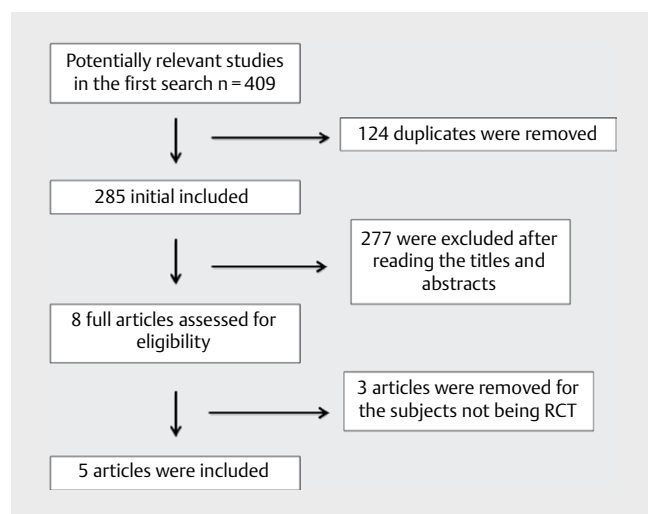 Potentially relevant studies
in the first search n = 409
124 duplicates were removed
285 initial included
277 were excluded after
reading the titles and
abstracts
8 full articles assessed for
eligibility
3 articles were removed for
the subjects not being RCT
5 articles were included